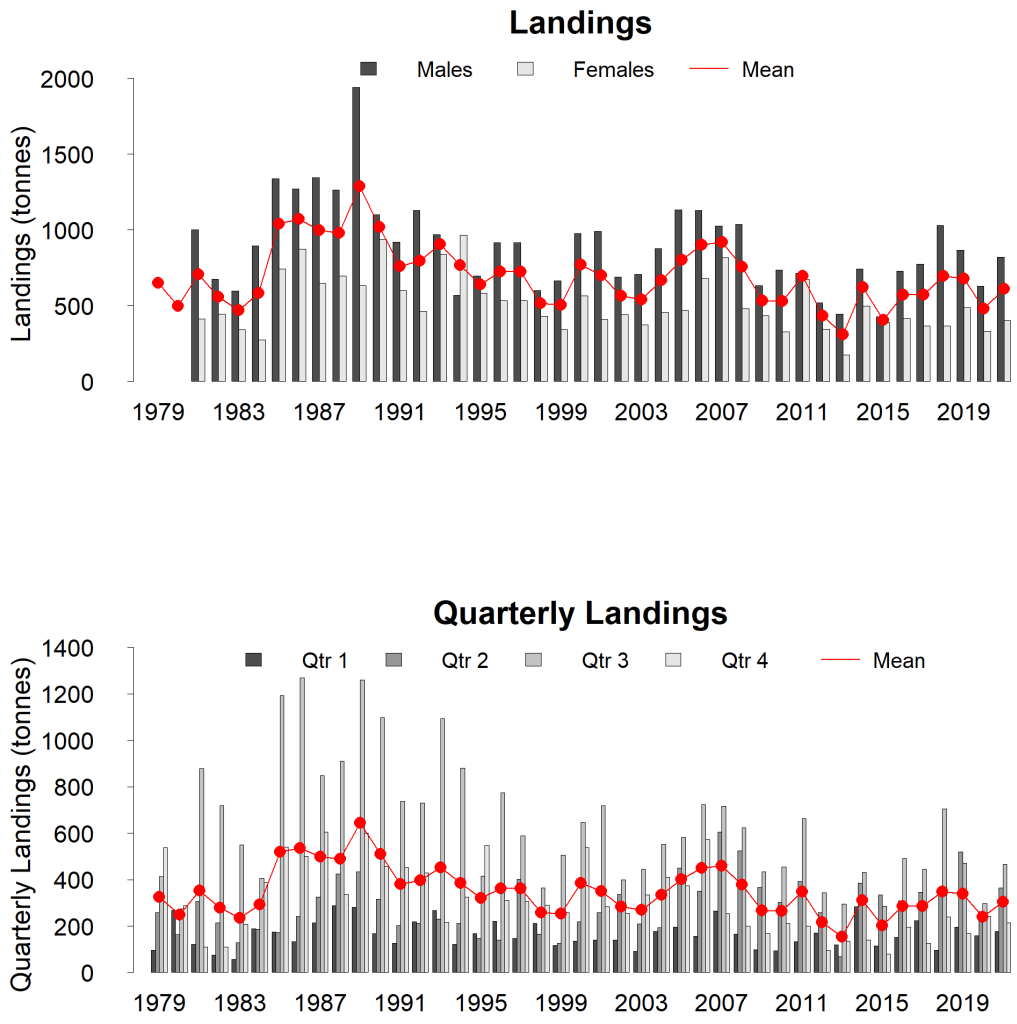 Landings
Males Females Mean
Landings (tonnes)
2000
1500
1000
500
0
1979 1983 1987 1991 1995 1999 2003 2007 2011 2015 2019
Quarterly Landings
Qtr 1 Qtr 2 Qtr 3 Qtr 4 Mean
Quarterly Landings (tonnes)
1400
1200
1000
800
600
400
200
0
1979 1983 1987 1991 1995 1999 2003 2007 2011 2015 2019